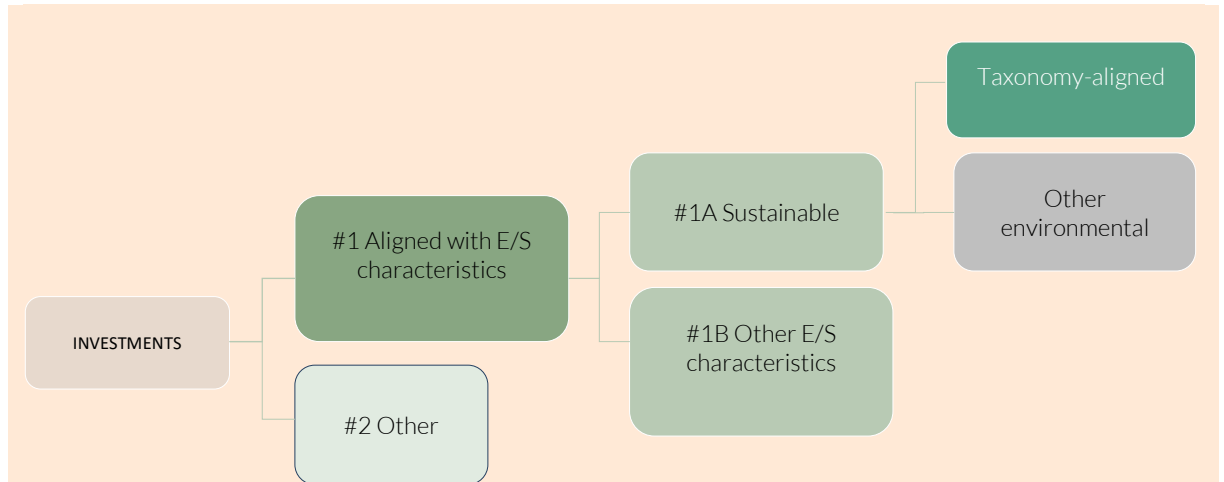 Taxonomy-aligned
Other
environmental
#1A Sustainable
#1 Aligned with E/S
characteristics
#1B Other E/S
characteristics
INVESTMENTS
#2 Other